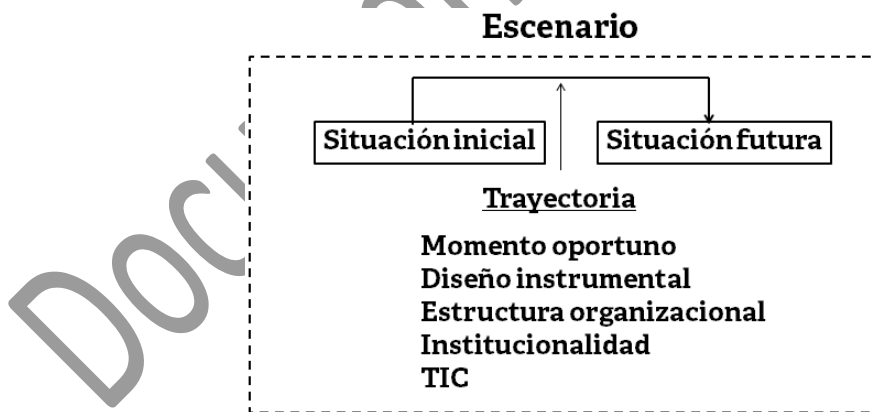 Escenario
Situación inicial
Situación futura
Trayectoria
Momento oportuno
Diseño instrumental
Estructura organizacional
Institucionalidad
TIC